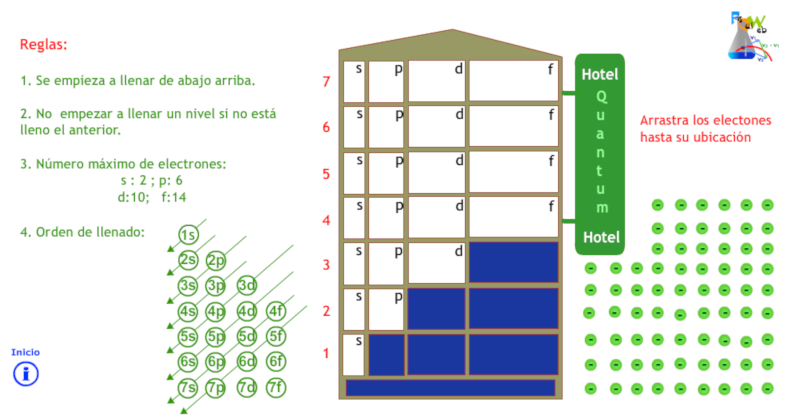 Reglas:
1. Se empieza a llenar de abajo arriba.
2. No empezar a llenar un nivel si no está
lleno el anterior.
3. Número máximo de electrones:
s : 2 ; p: 6
d:10; f:14
4. Orden de llenado:
1s
2s 2p
3s 3p 3d
4s 4p 4d 4f
5s 5p 5d 5f
6s 6p 6d 6f
7s 7p 7d 7f
Inicio
i
7 s p d f
6 s p d f
5 s p d f
4 s p d f
3 s p d
2 s p
1 s
Hotel
Q
u
a
n
t
u
m
Hotel
Arrastra los electones
hasta su ubicación